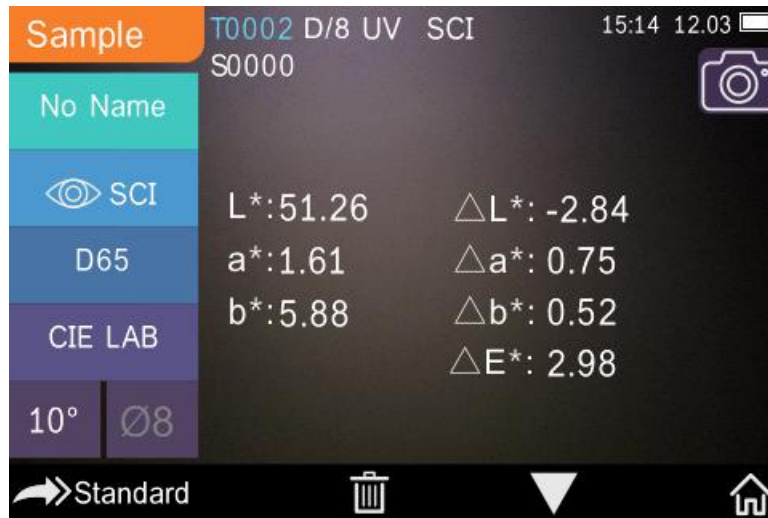 Sample
T0002 D/8 UV SCI 15:14 12.03
S0000
No Name
SCI
D65
CIE LAB
10° Ø8
L*:51.26 △L*: -2.84
a*:1.61 △a*: 0.75
b*:5.88 △b*: 0.52
△E*: 2.98
Standard